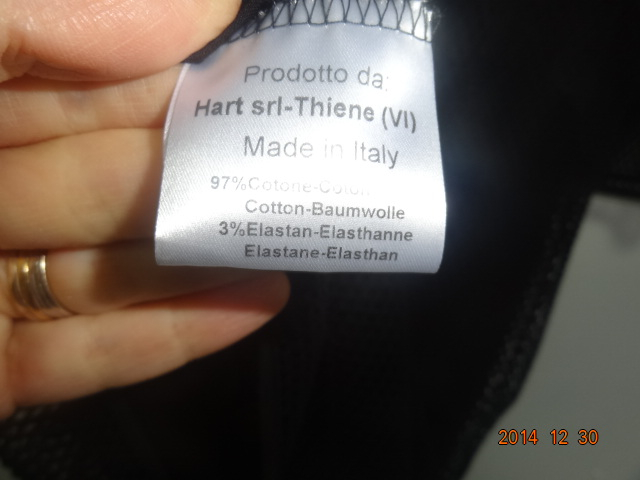 Prodotto da:
Hart srl-Thiene (VI)
Made in Italy
97%Cotone-Coton
Cotton-Baumwolle
3%Elastan-Elasthanne
Elastane-Elasthan
2014 12 30